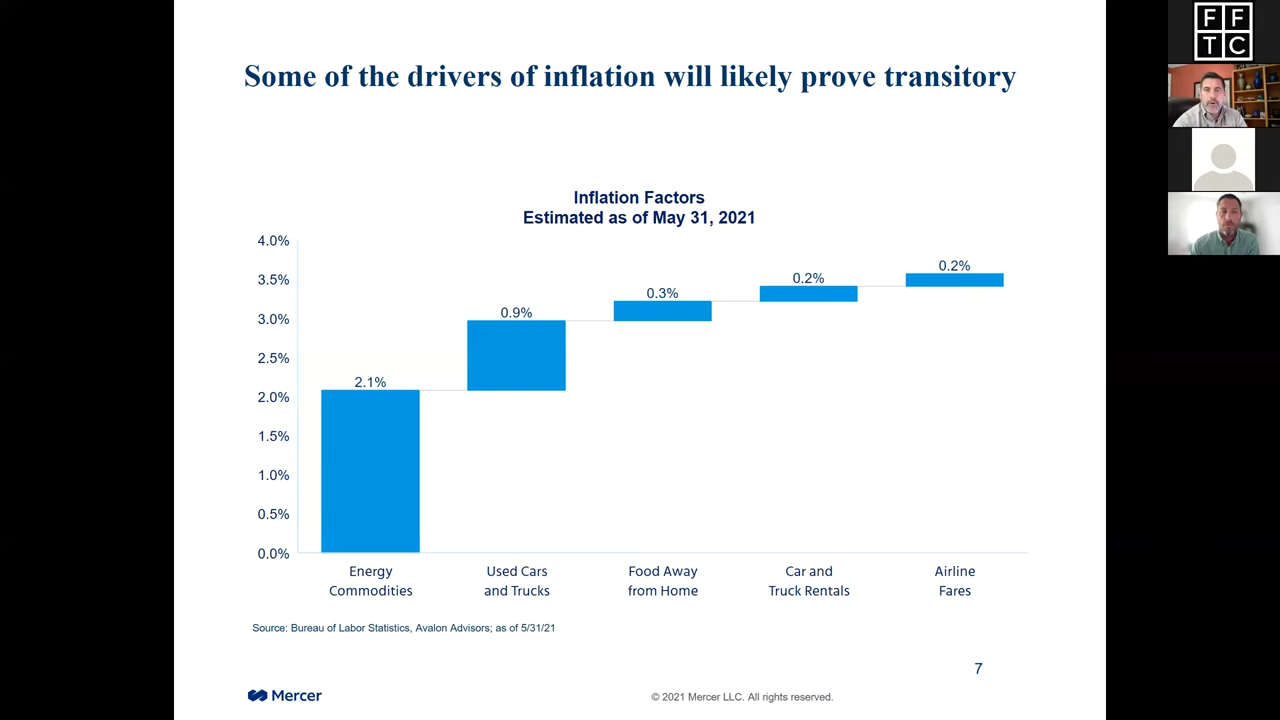 F F
T C
Some of the drivers of inflation will likely prove transitory
Inflation Factors
Estimated as of May 31, 2021
4.0%
3.5%
3.0%
2.5%
2.0%
1.5%
1.0%
0.5%
0.0%
2.1%
0.9%
0.3%
0.2%
0.2%
Energy
Commodities
Used Cars
and Trucks
Food Away
from Home
Car and
Truck Rentals
Airline
Fares
Source: Bureau of Labor Statistics, Avalon Advisors; as of 5/31/21
7
Mercer
© 2021 Mercer LLC. All rights reserved.